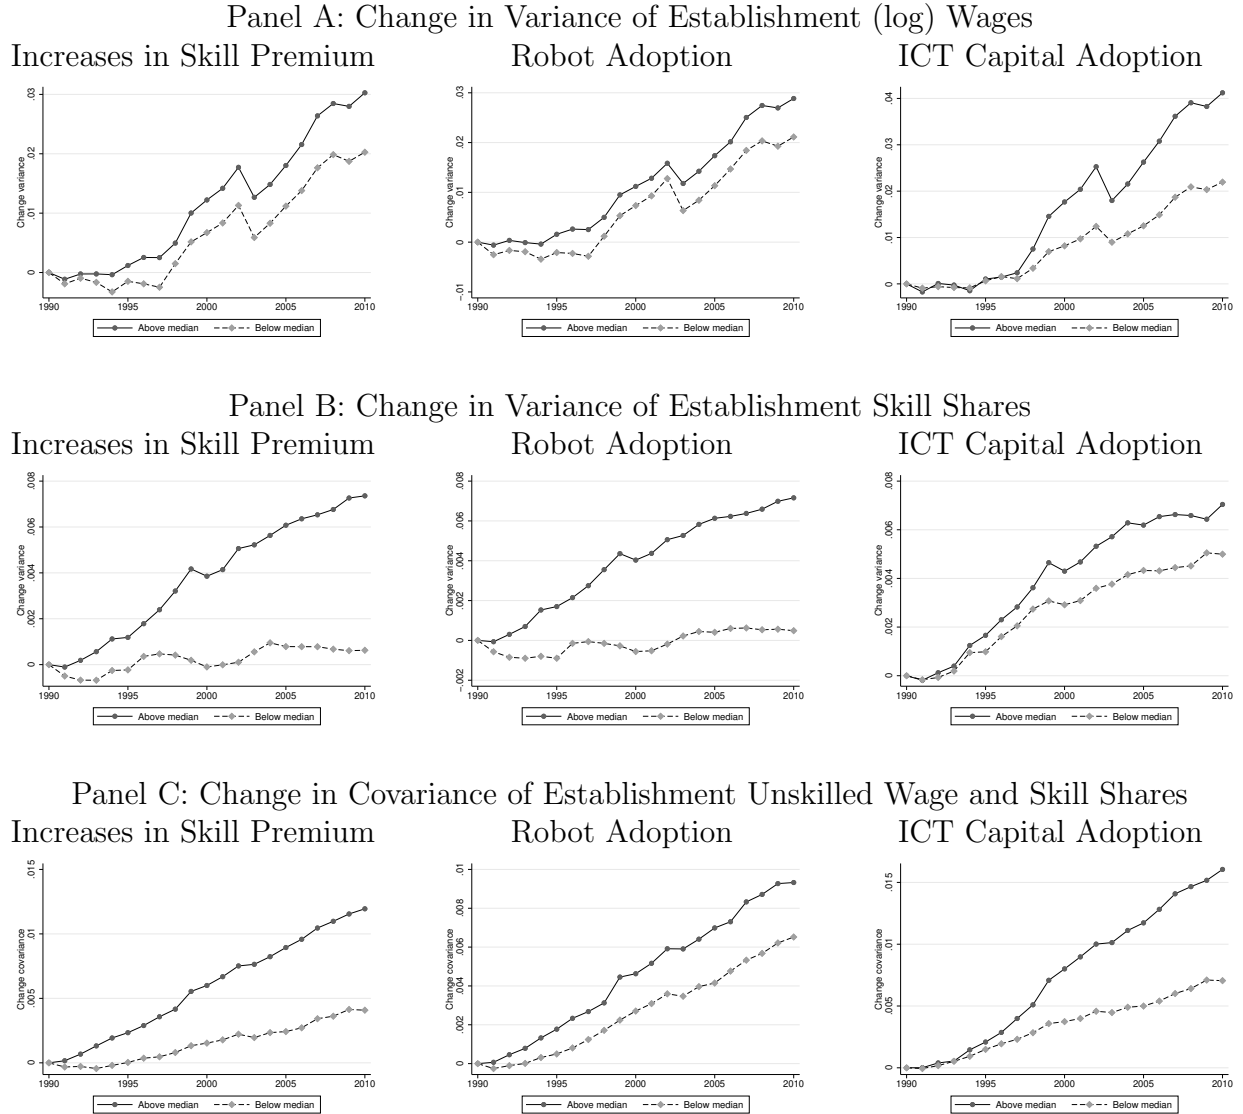 Panel A: Change in Variance of Establishment (log) Wages
Increases in Skill Premium
Robot Adoption
ICT Capital Adoption
Change variance
0
.01
.02
.03
1990 1995 2000 2005 2010
Above median Below median
Change variance
-.01
0
.01
.02
.03
1990 1995 2000 2005 2010
Above median Below median
Change variance
0
.01
.02
.03
.04
1990 1995 2000 2005 2010
Above median Below median
Panel B: Change in Variance of Establishment Skill Shares
Increases in Skill Premium
Robot Adoption
ICT Capital Adoption
Change variance
0
.002
.004
.006
.008
1990 1995 2000 2005 2010
Above median Below median
Change variance
-.002
0
.002
.004
.006
.008
1990 1995 2000 2005 2010
Above median Below median
Change variance
0
.002
.004
.006
.008
1990 1995 2000 2005 2010
Above median Below median
Panel C: Change in Covariance of Establishment Unskilled Wage and Skill Shares
Increases in Skill Premium
Robot Adoption
ICT Capital Adoption
Change covariance
0
.005
.01
.015
1990 1995 2000 2005 2010
Above median Below median
Change covariance
0
.002
.004
.006
.008
.01
1990 1995 2000 2005 2010
Above median Below median
Change covariance
0
.005
.01
.015
1990 1995 2000 2005 2010
Above median Below median